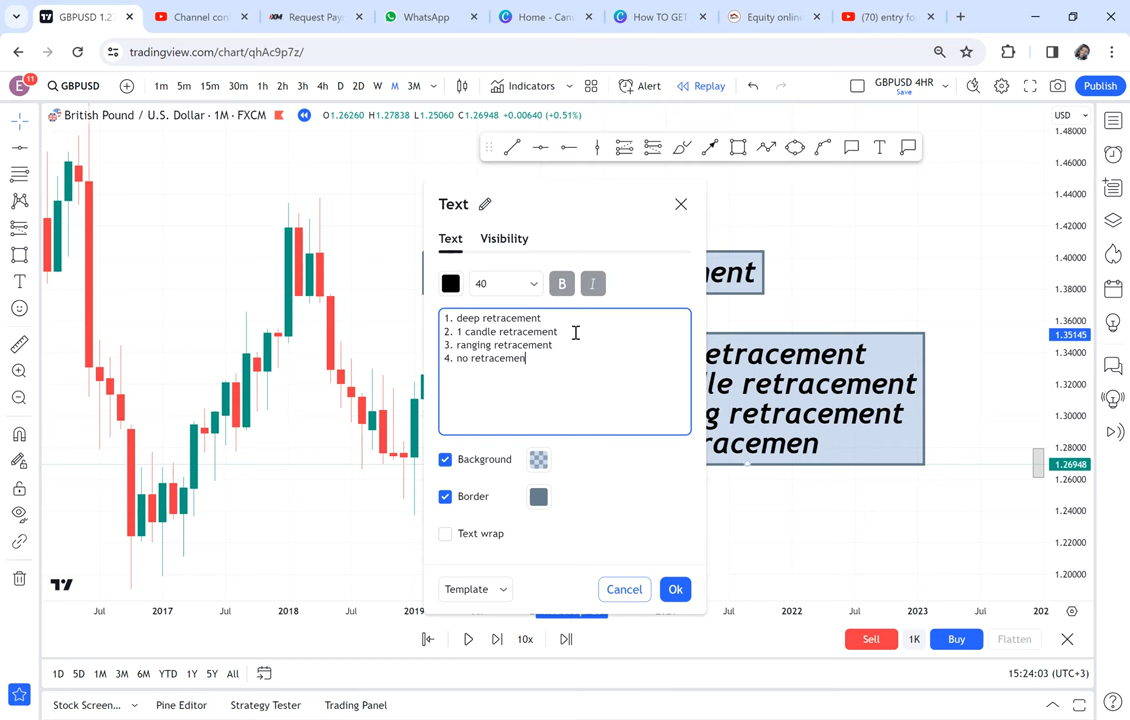 GBPUSD 1.2
Channel con
XM
Request Pay
WhatsApp
Home - Can
How TO GET
Equity online
(70) entry fo
tradingview.com/chart/qhAc9p7z/
E
11
GBPUSD
1m 5m 15m 30m 1h 2h 3h 4h D 2D W M 3M
Indicators
Alert
Replay
GBPUSD 4HR
Save
Publish
British Pound / U.S. Dollar · 1M · FXCM
O1.26260 H1.27838 L1.25060 C1.26948 +0.00640 (+0.51%)
USD
1.48000
1.46000
1.44000
1.42000
1.40000
1.38000
1.36000
1.35145
1.34000
1.32000
1.30000
1.28000
1.26948
1.26000
1.24000
1.22000
1.20000
Text
Text Visibility
40
B
I
1. deep retracement
2. 1 candle retracement
3. ranging retracement
4. no retracemen
Background
Border
Text wrap
Template
Cancel
Ok
ment
etracement
le retracement
g retracement
racemen
Jul 2017 Jul 2018 Jul 2019 Jul 2022 Jul 2023 Jul 202
10x
Sell
1K
Buy
Flatten
1D 5D 1M 3M 6M YTD 1Y 5Y All
15:24:03 (UTC+3)
Stock Screen...
Pine Editor
Strategy Tester
Trading Panel